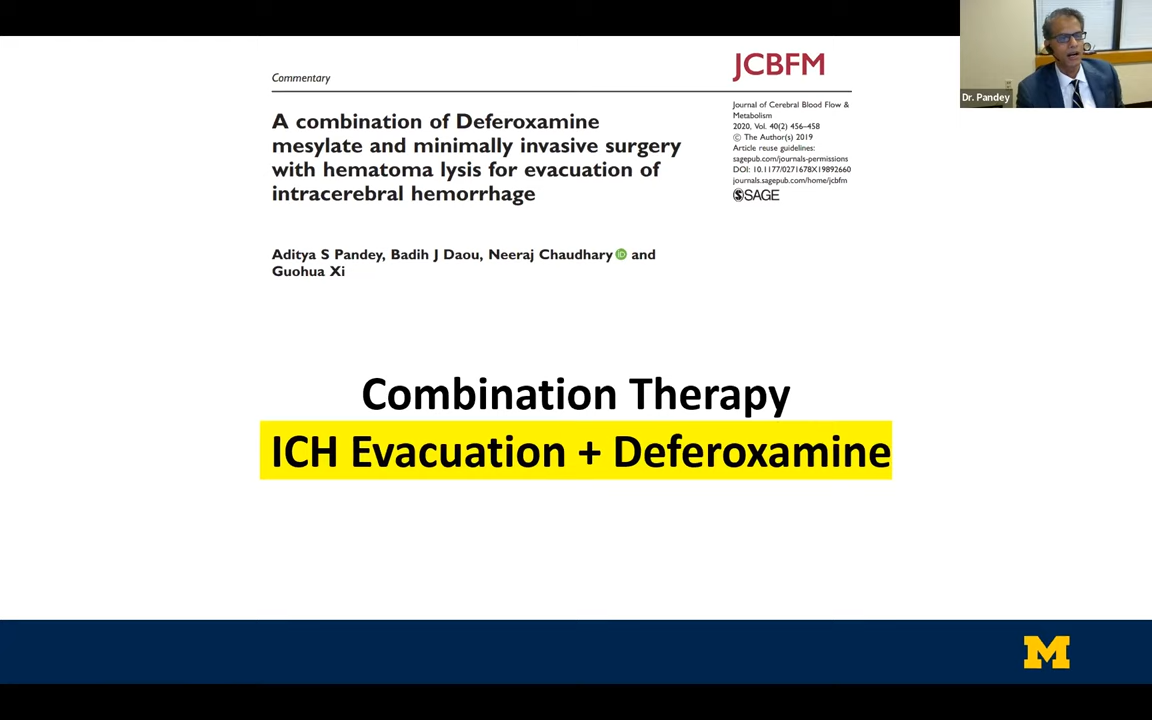 Commentary
JCBFM
A combination of Deferoxamine
mesylate and minimally invasive surgery
with hematoma lysis for evacuation of
intracerebral hemorrhage
Journal of Cerebral Blood Flow &
Metabolism
2020, Vol. 40(2) 456–458
© The Author(s) 2019
Article reuse guidelines:
sagepub.com/journals-permissions
DOI: 10.1177/0271678X19892660
journals.sagepub.com/home/jcbfm
SAGE
Aditya S Pandey, Badih J Daou, Neeraj Chaudhary iD and
Guohua Xi
Combination Therapy
ICH Evacuation + Deferoxamine
M
Dr. Pandey